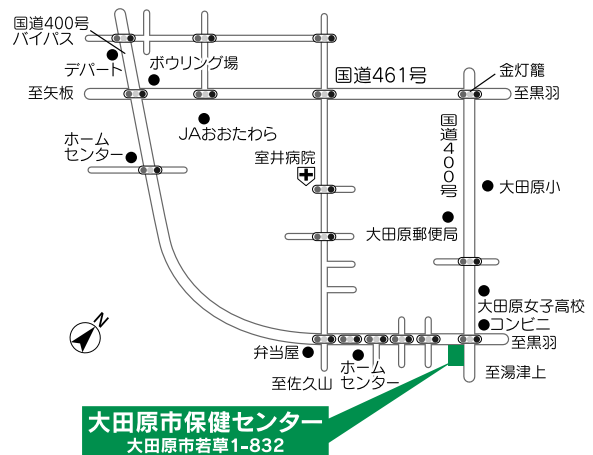 国道400号
バイパス
デパート
ボウリング場
国道461号
金灯籠
至矢板
至黒羽
JAおおたわら
国道400号
ホーム
センター
室井病院
大田原小
大田原郵便局
大田原女子高校
コンビニ
至黒羽
弁当屋
ホーム
センター
至佐久山
至湯津上
N
大田原市保健センター
大田原市若草1-832